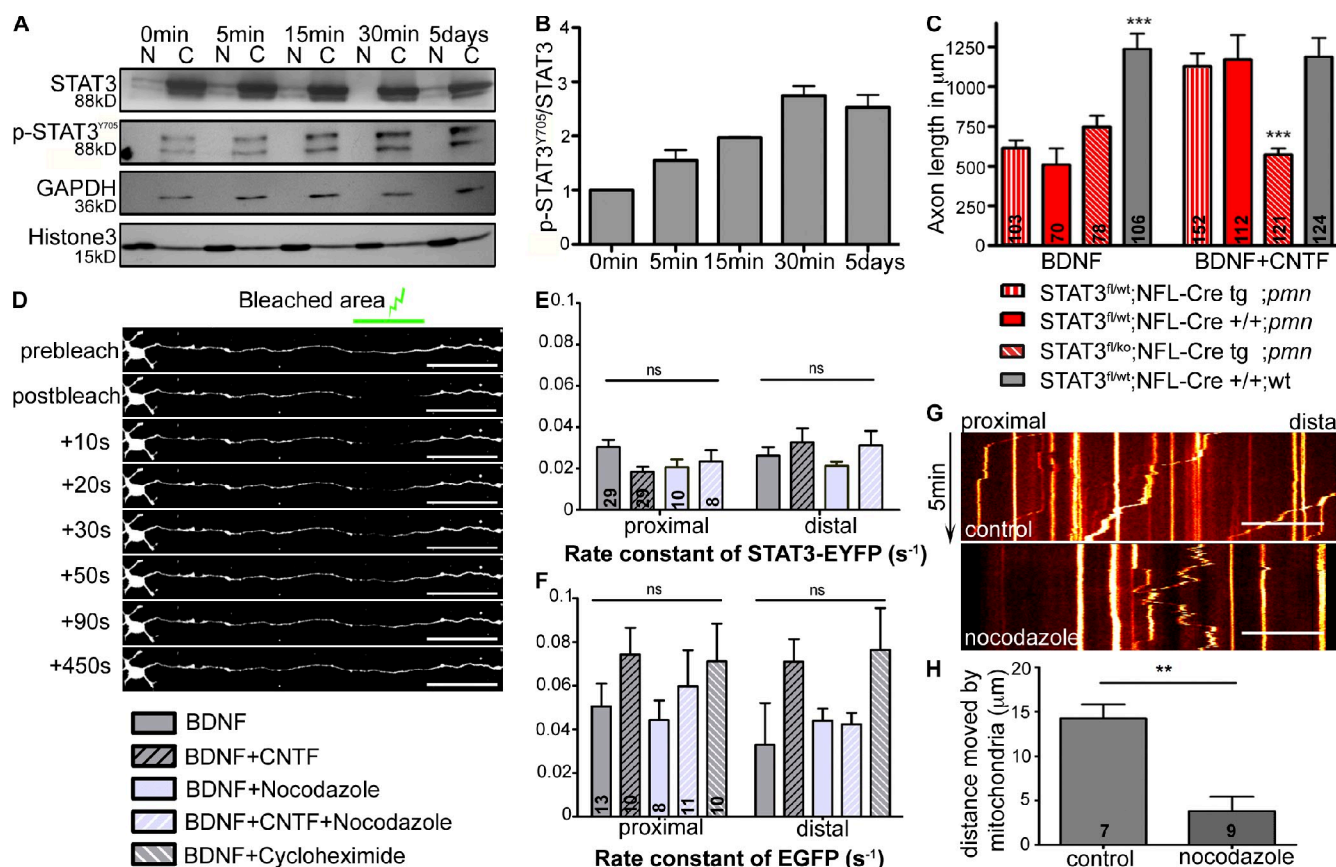 A
0min 5min 15min 30min 5days
N C N C N C N C N C
STAT3
88kD
p-STAT3Y705
88kD
GAPDH
36kD
Histone3
15kD
B
p-STAT3Y705/STAT3
4
3
2
1
0
0min 5min 15min 30min 5days
C
Axon length in µm
1250
1000
750
500
250
0
***
***
103 70 78 106 152 112 121 124
BDNF BDNF+CNTF
STAT3fl/wt;NFL-Cre tg ;pmn
STAT3fl/wt;NFL-Cre +/+;pmn
STAT3fl/ko;NFL-Cre tg ;pmn
STAT3fl/wt;NFL-Cre +/+;wt
D
Bleached area
prebleach
postbleach
+10s
+20s
+30s
+50s
+90s
+450s
BDNF
BDNF+CNTF
BDNF+Nocodazole
BDNF+CNTF+Nocodazole
BDNF+Cycloheximide
E
0.1
0.08
0.06
0.04
0.02
0
ns ns
29 29 10 8
proximal distal
Rate constant of STAT3-EYFP (s-1)
F
0.1
0.08
0.06
0.04
0.02
0
ns ns
13 10 8 11 10
proximal distal
Rate constant of EGFP (s-1)
G
proximal distal
5min
control
nocodazole
H
distance moved by
mitochondria (µm)
20
15
10
5
0
**
7 9
control nocodazole